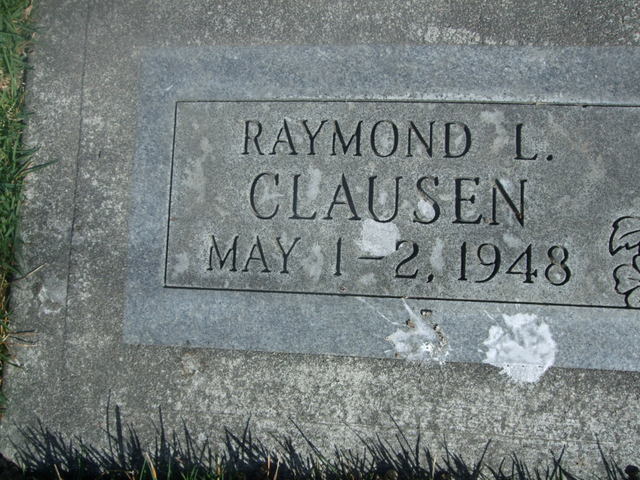 RAYMOND L.
CLAUSEN
MAY 1-2, 1948